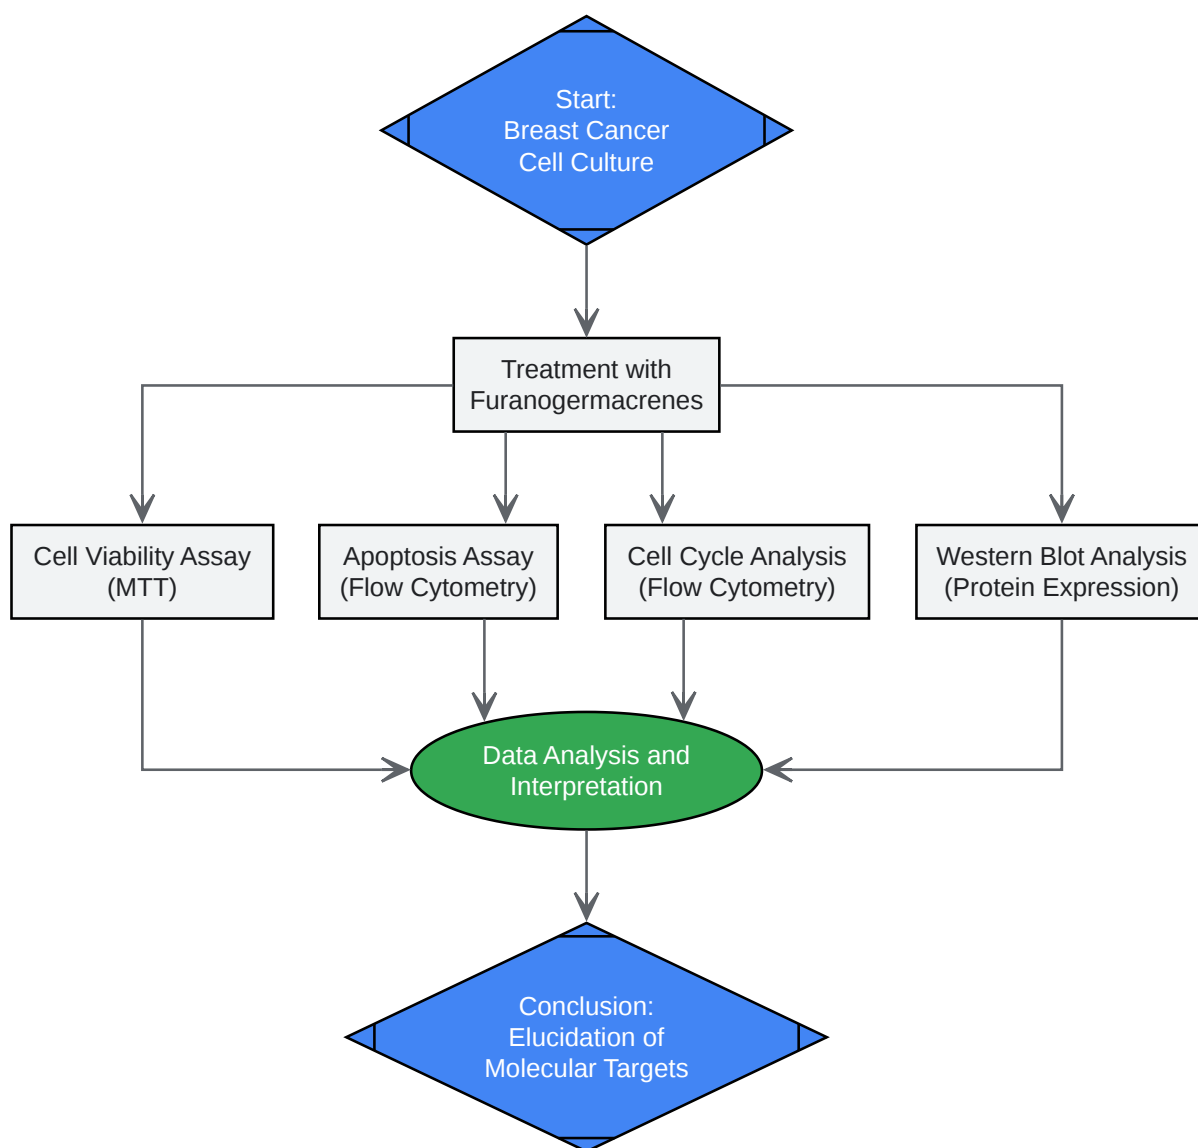 Start:
Breast Cancer
Cell Culture
Treatment with
Furanogermacrenes
Cell Viability Assay
(MTT)
Apoptosis Assay
(Flow Cytometry)
Cell Cycle Analysis
(Flow Cytometry)
Western Blot Analysis
(Protein Expression)
Data Analysis and
Interpretation
Conclusion:
Elucidation of
Molecular Targets